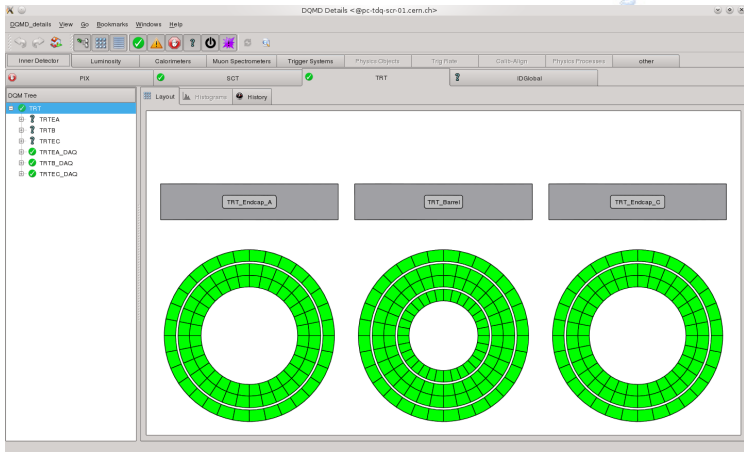 DQMD Details <@pc-tdq-scr-01.cern.ch>
DQMD_details View Go Bookmarks Windows Help
Inner Detector Luminosity Calorimeters Muon Spectrometers Trigger Systems Physics Objects Trig Rate Calib-Align Physics Processes other
PIX SCT TRT IDGlobal
DQM Tree
Layout Histograms History
TRT
TRTEA
TRTB
TRTEC
TRTEA_DAQ
TRTB_DAQ
TRTEC_DAQ
TRT_Endcap_A TRT_Barrel TRT_Endcap_C